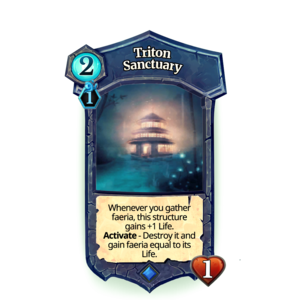 2
Triton
Sanctuary
1
Whenever you gather
faeria, this structure
gains +1 Life.
Activate - Destroy it and
gain faeria equal to its
Life.
1